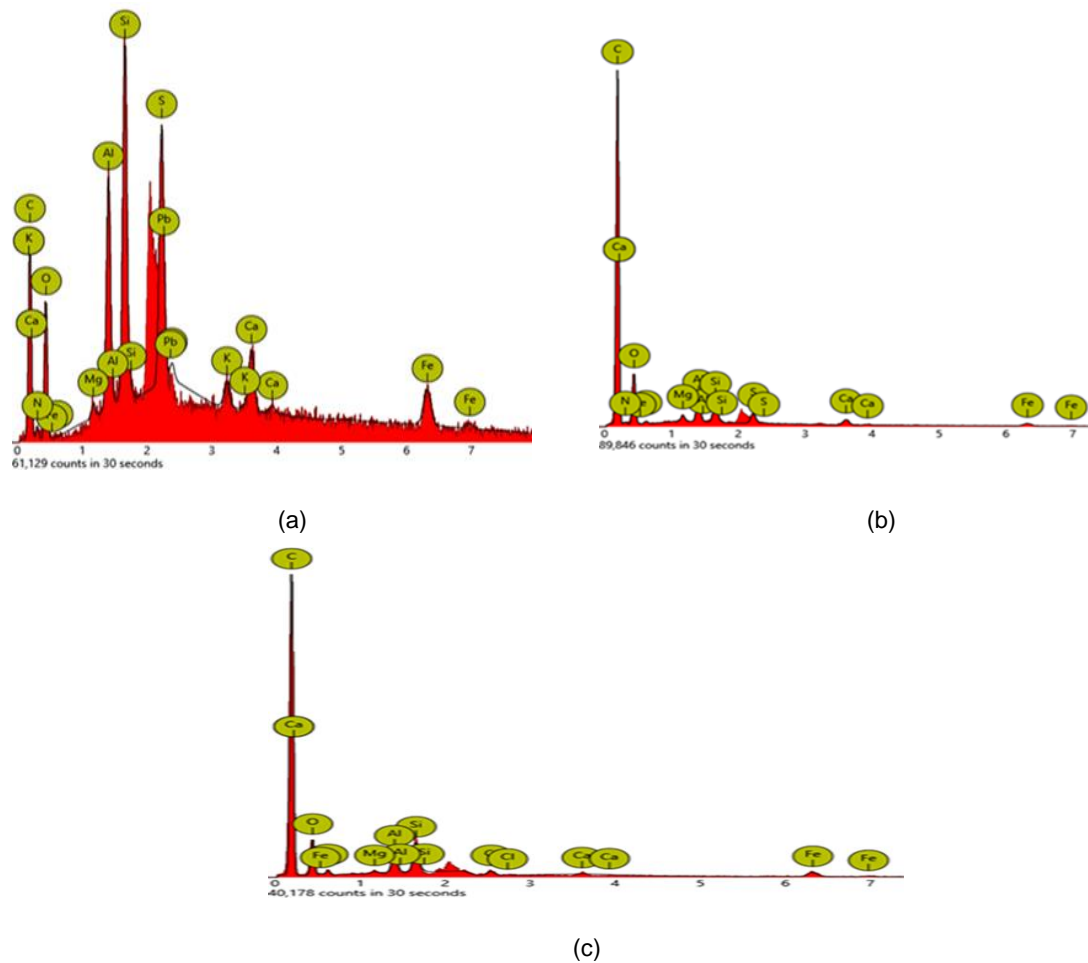 Si
S
Al
C
Pb
K
O
Ca
Ca
Pb
Al
Si
K
Fe
Mg
K
Ca
N
Fe
0 1 2 3 4 5 6 7
61,129 counts in 30 seconds
(a)
C
Ca
O
Si
Mg
Si
S
S
Ca
Ca
N
Fe
Fe
0 1 2 3 4 5 6 7
89,846 counts in 30 seconds
(b)
C
Ca
O
Al
Si
Fe
Mg
Al
Si
Cl
Ca
Ca
Fe
Fe
0 1 2 3 4 5 6 7
40,178 counts in 30 seconds
(c)